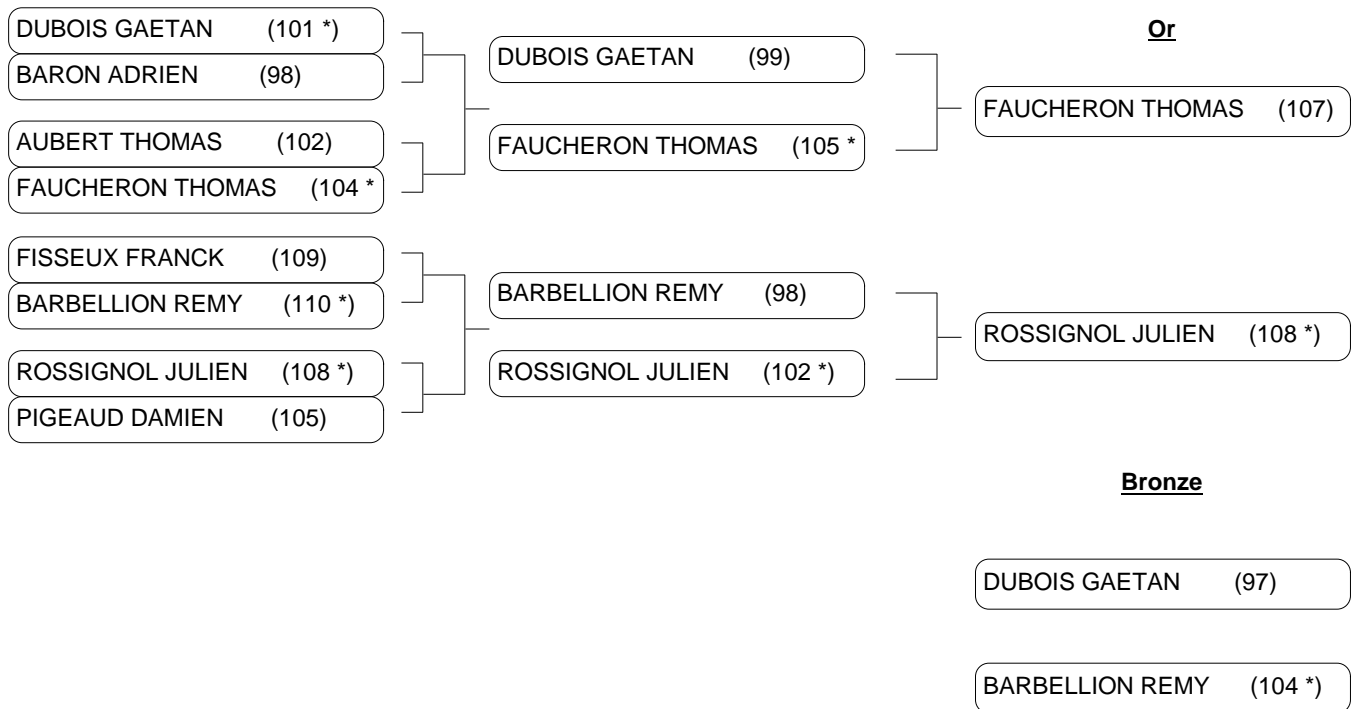 DUBOIS GAETAN (101 *)
BARON ADRIEN (98)
AUBERT THOMAS (102)
FAUCHERON THOMAS (104 *
FISSEUX FRANCK (109)
BARBELLION REMY (110 *)
ROSSIGNOL JULIEN (108 *)
PIGEAUD DAMIEN (105)
DUBOIS GAETAN (99)
FAUCHERON THOMAS (105 *
BARBELLION REMY (98)
ROSSIGNOL JULIEN (102 *)
Or
FAUCHERON THOMAS (107)
ROSSIGNOL JULIEN (108 *)
Bronze
DUBOIS GAETAN (97)
BARBELLION REMY (104 *)